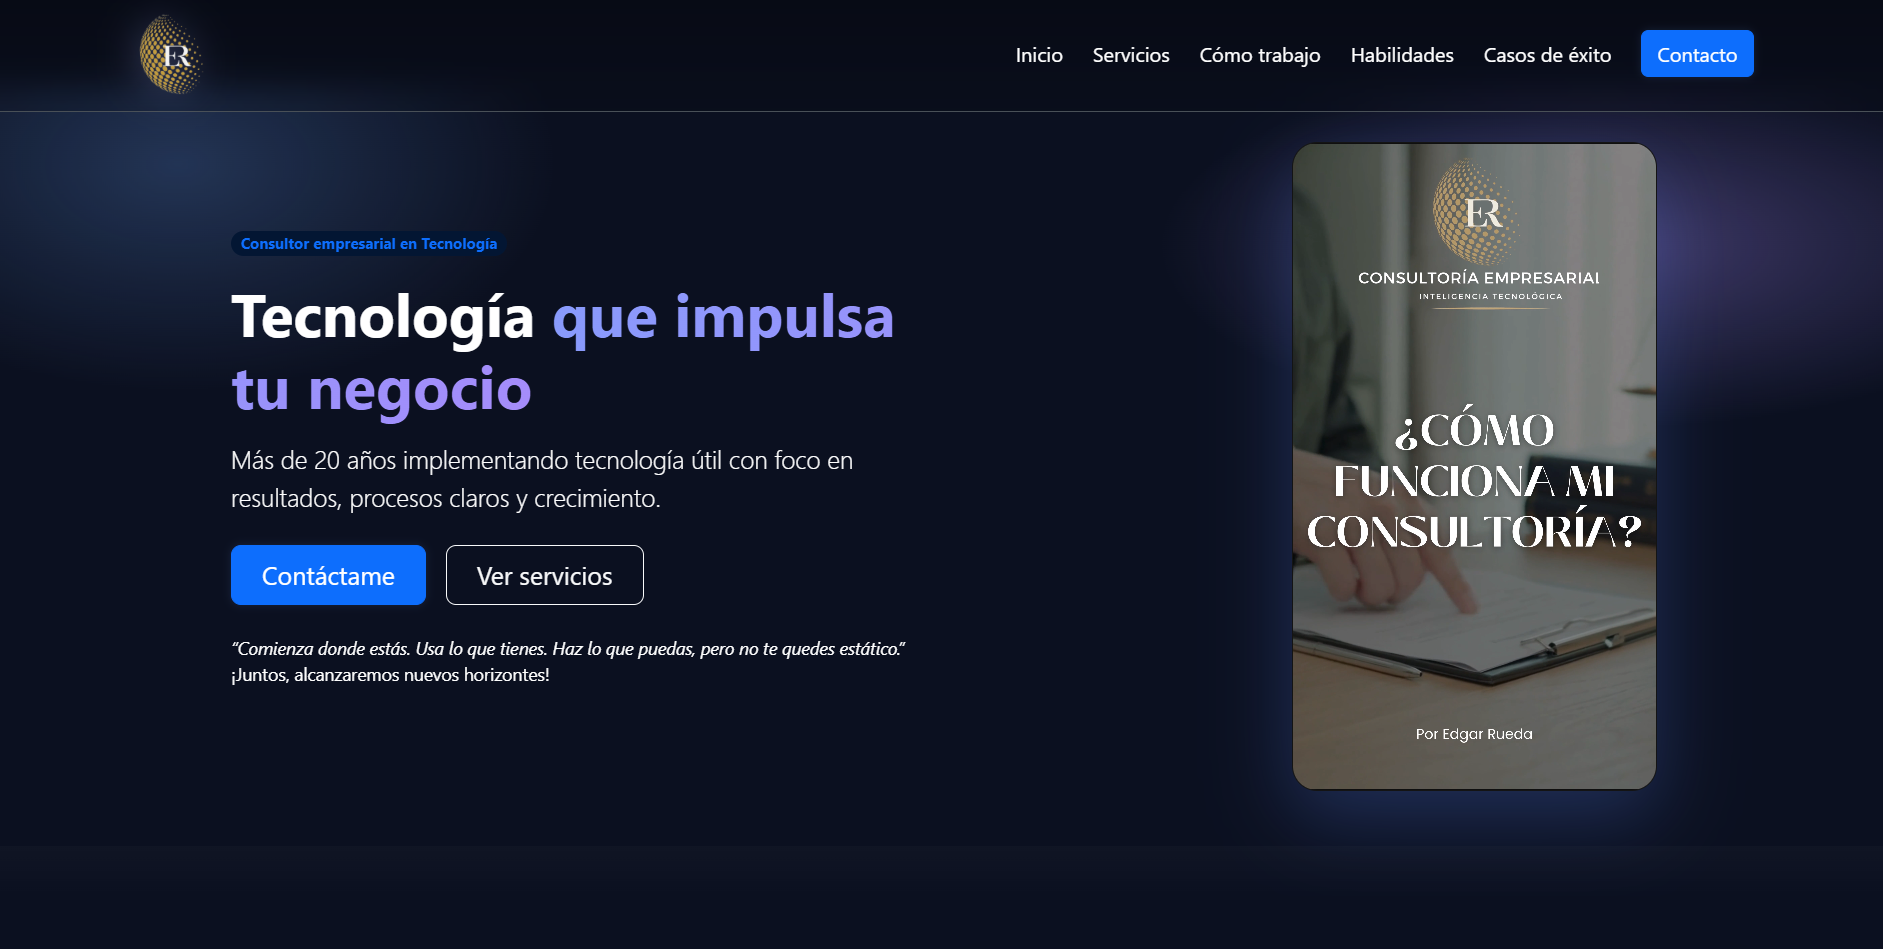 ER
Inicio
Servicios
Cómo trabajo
Habilidades
Casos de éxito
Contacto
Consultor empresarial en Tecnología
Tecnología que impulsa
tu negocio
Más de 20 años implementando tecnología útil con foco en
resultados, procesos claros y crecimiento.
Contáctame
Ver servicios
“Comienza donde estás. Usa lo que tienes. Haz lo que puedas, pero no te quedes estático.”
¡Juntos, alcanzaremos nuevos horizontes!
ER
CONSULTORÍA EMPRESARIAL
INTELIGENCIA TECNOLÓGICA
¿CÓMO
FUNCIONA MI
CONSULTORÍA?
Por Edgar Rueda